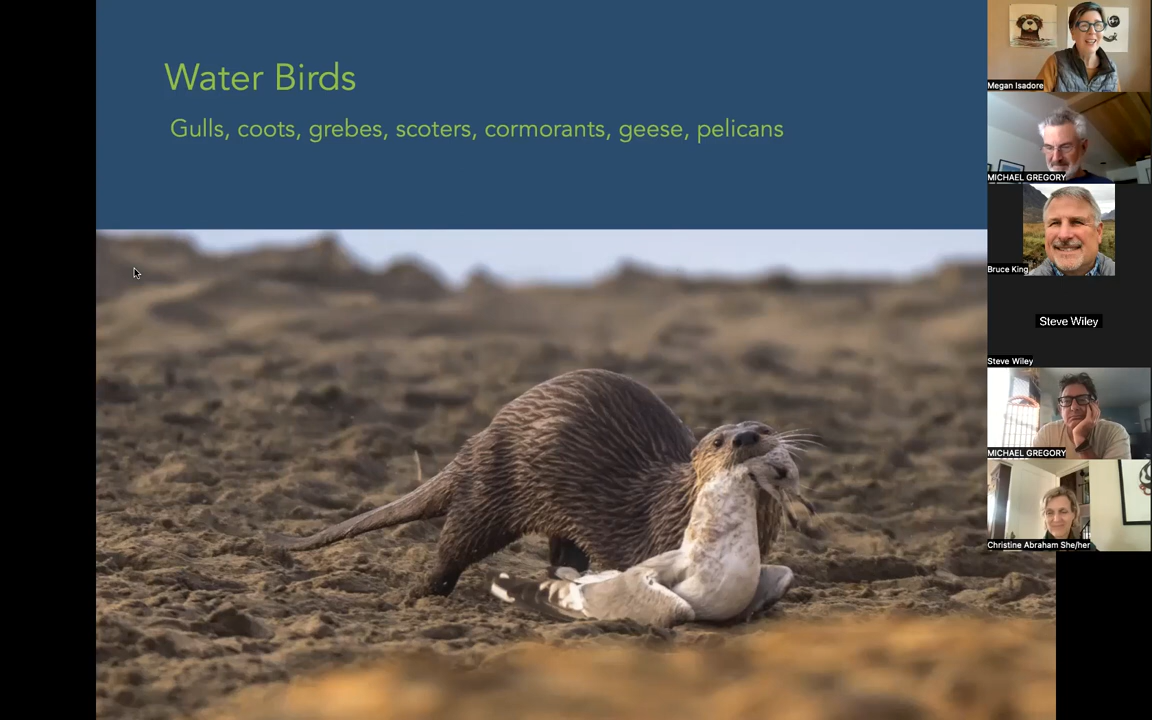 Water Birds
Gulls, coots, grebes, scoters, cormorants, geese, pelicans
Megan Isadore
MICHAEL GREGORY
Bruce King
Steve Wiley
Steve Wiley
MICHAEL GREGORY
Christine Abraham She/her